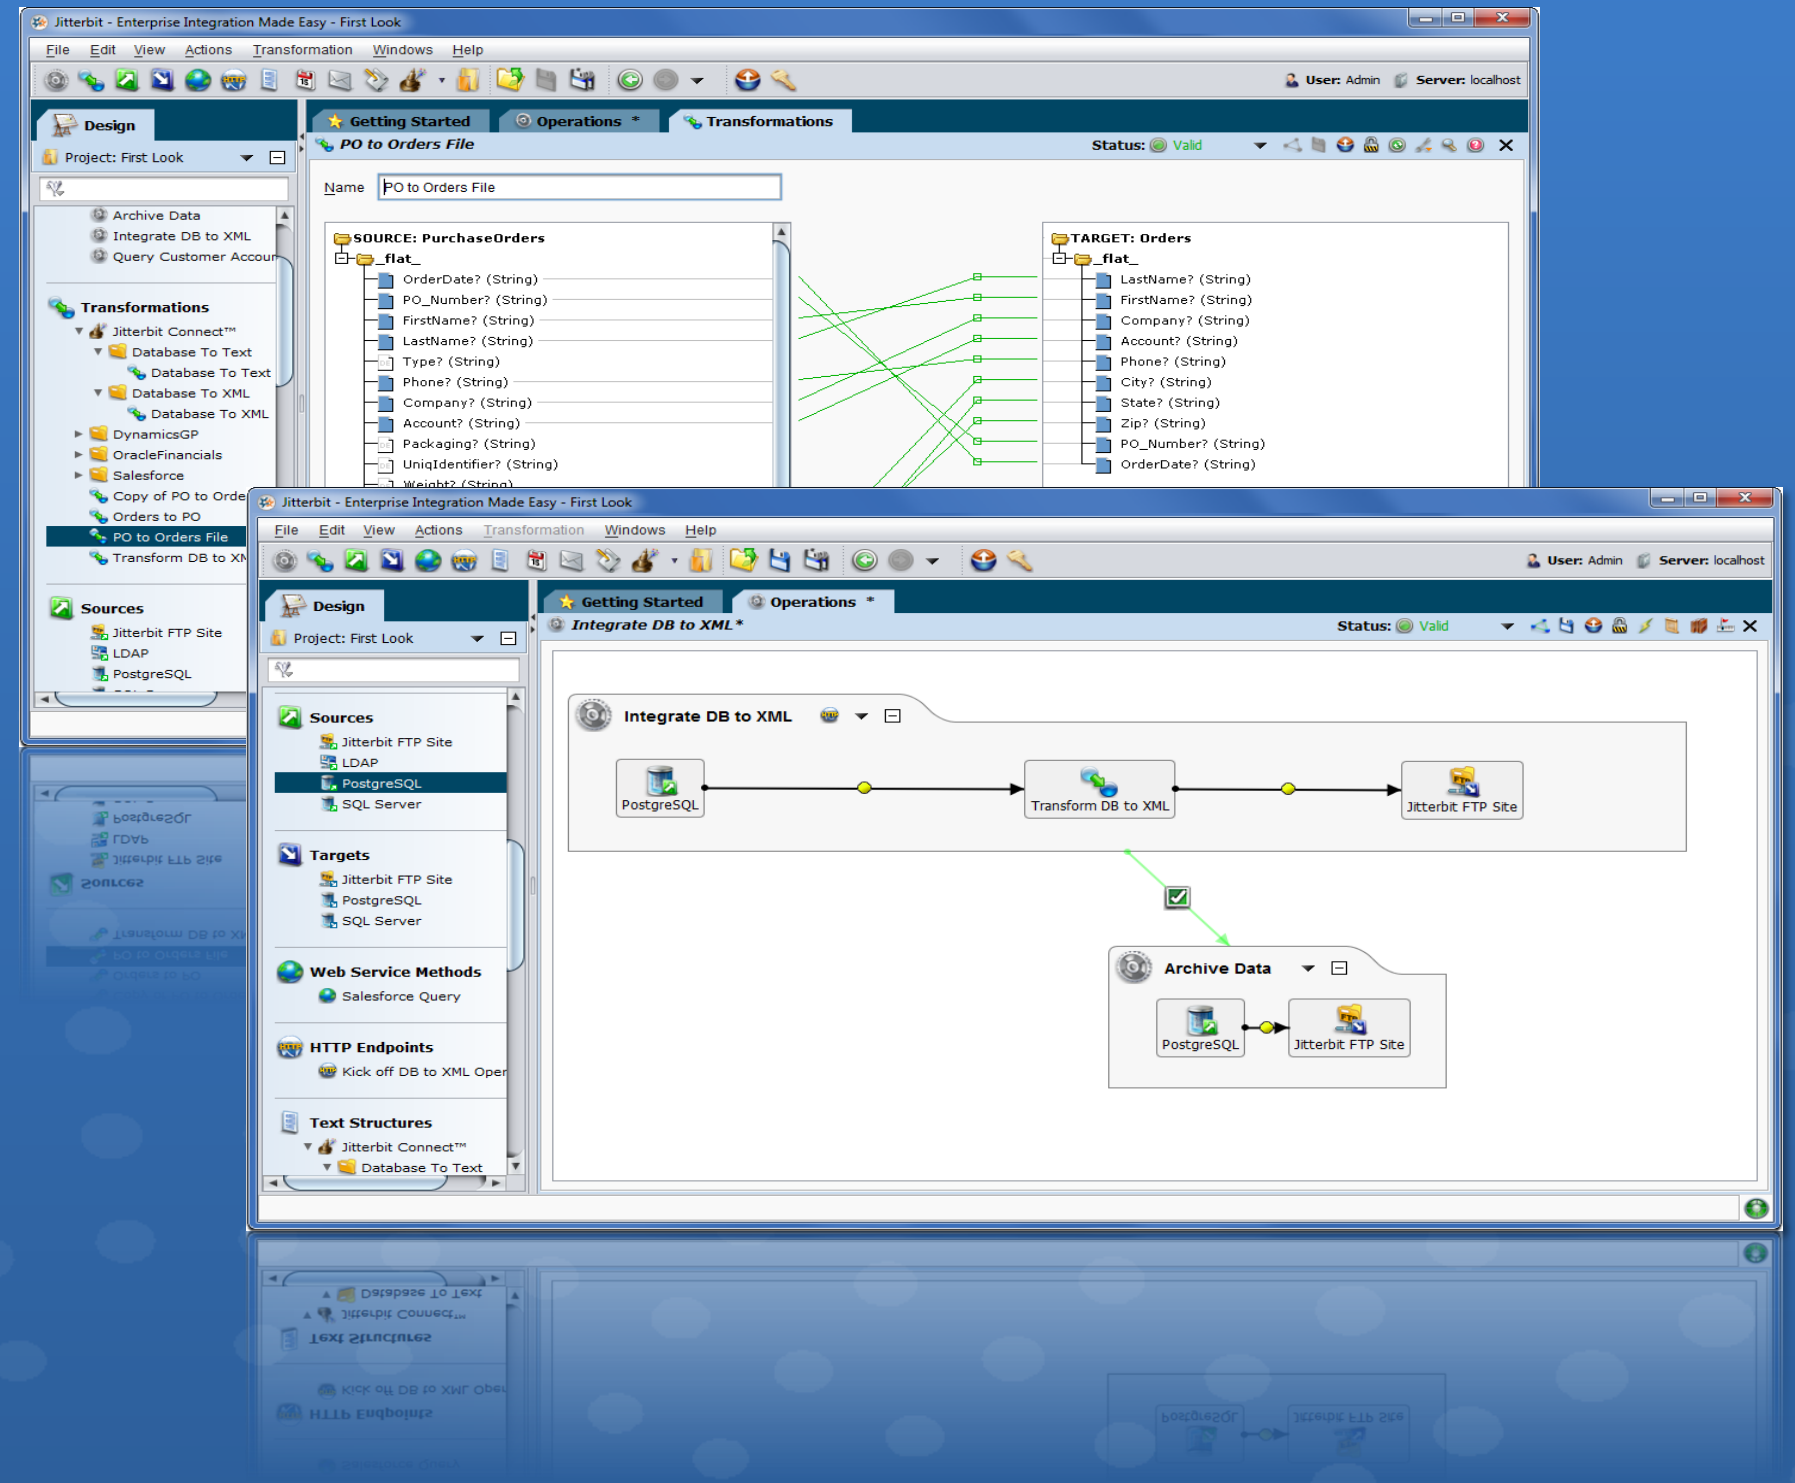 Jitterbit - Enterprise Integration Made Easy - First Look
File Edit View Actions Transformation Windows Help
User: Admin Server: localhost
Design
Getting Started Operations * Transformations
Project: First Look
PO to Orders File
Status: Valid
Name PO to Orders File
Archive Data
Integrate DB to XML
Query Customer Accour
Transformations
Jitterbit Connect™
Database To Text
Database To Text
Database To XML
Database To XML
DynamicsGP
OracleFinancials
Salesforce
Copy of PO to Orde
Orders to PO
PO to Orders File
Transform DB to XM
Sources
Jitterbit FTP Site
LDAP
PostgreSQL
SOURCE: PurchaseOrders
_flat_
OrderDate? (String)
PO_Number? (String)
FirstName? (String)
LastName? (String)
Type? (String)
Phone? (String)
Company? (String)
Account? (String)
Packaging? (String)
UniqIdentifier? (String)
Weight? (String)
TARGET: Orders
_flat_
LastName? (String)
FirstName? (String)
Company? (String)
Account? (String)
Phone? (String)
City? (String)
State? (String)
Zip? (String)
PO_Number? (String)
OrderDate? (String)
Jitterbit - Enterprise Integration Made Easy - First Look
File Edit View Actions Transformation Windows Help
User: Admin Server: localhost
Design
Getting Started Operations *
Project: First Look
Integrate DB to XML*
Status: Valid
Sources
Jitterbit FTP Site
LDAP
PostgreSQL
SQL Server
Targets
Jitterbit FTP Site
PostgreSQL
SQL Server
Web Service Methods
Salesforce Query
HTTP Endpoints
Kick off DB to XML Oper
Text Structures
Jitterbit Connect™
Database To Text
Integrate DB to XML
PostgreSQL
Transform DB to XML
Jitterbit FTP Site
Archive Data
PostgreSQL
Jitterbit FTP Site